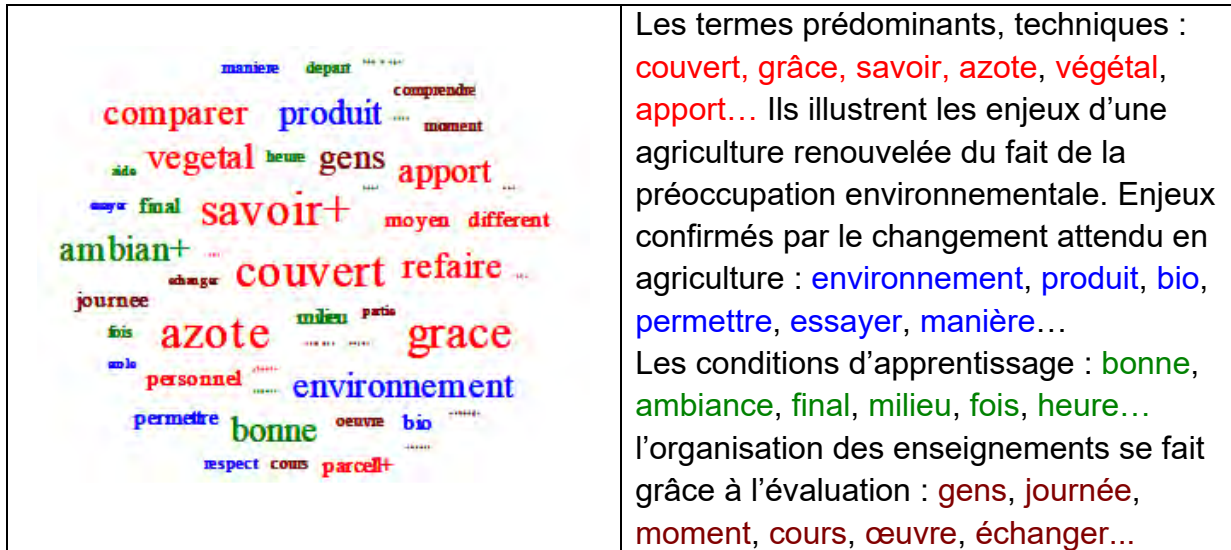 maniere depart
comprendre
comparer produit moment
aide vegetal heure gens apport
essayer final savoir+ moyen different
ambian+
echanger couvert refaire
journee
fois azote milieu partie grace
personnel environnement
permettre bonne oeuvre bio
respect cours parcell+
Les termes prédominants, techniques :
couvert, grâce, savoir, azote, végétal,
apport… Ils illustrent les enjeux d’une
agriculture renouvelée du fait de la
préoccupation environnementale. Enjeux
confirmés par le changement attendu en
agriculture : environnement, produit, bio,
permettre, essayer, manière…
Les conditions d’apprentissage : bonne,
ambiance, final, milieu, fois, heure…
l’organisation des enseignements se fait
grâce à l’évaluation : gens, journée,
moment, cours, œuvre, échanger...